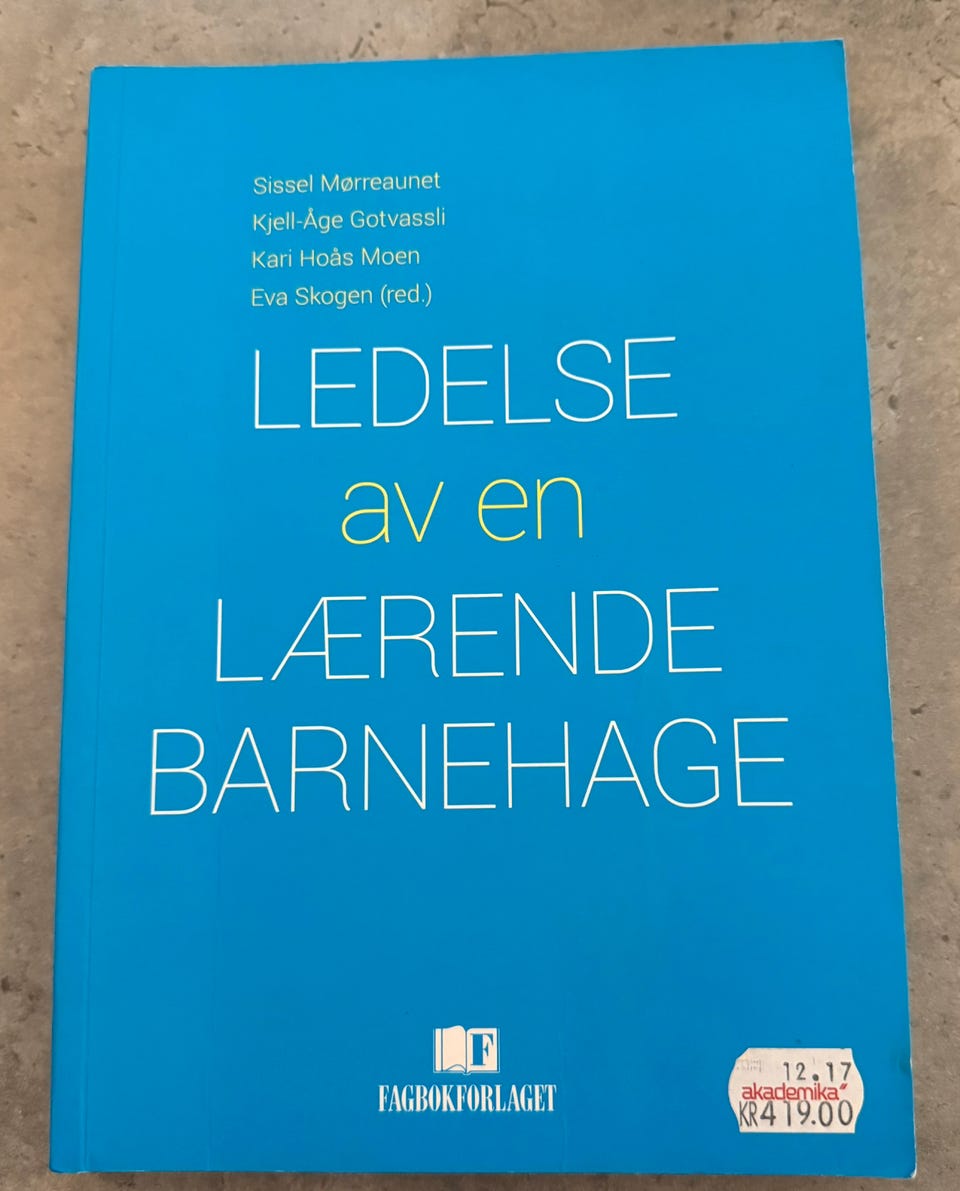 Sissel Mørreaunet
Kjell-Åge Gotvassli
Kari Hoås Moen
Eva Skogen (red.)
LEDELSE
av en
LÆRENDE
BARNEHAGE
F
FAGBOKFORLAGET
12.17
akademika
KR419.00